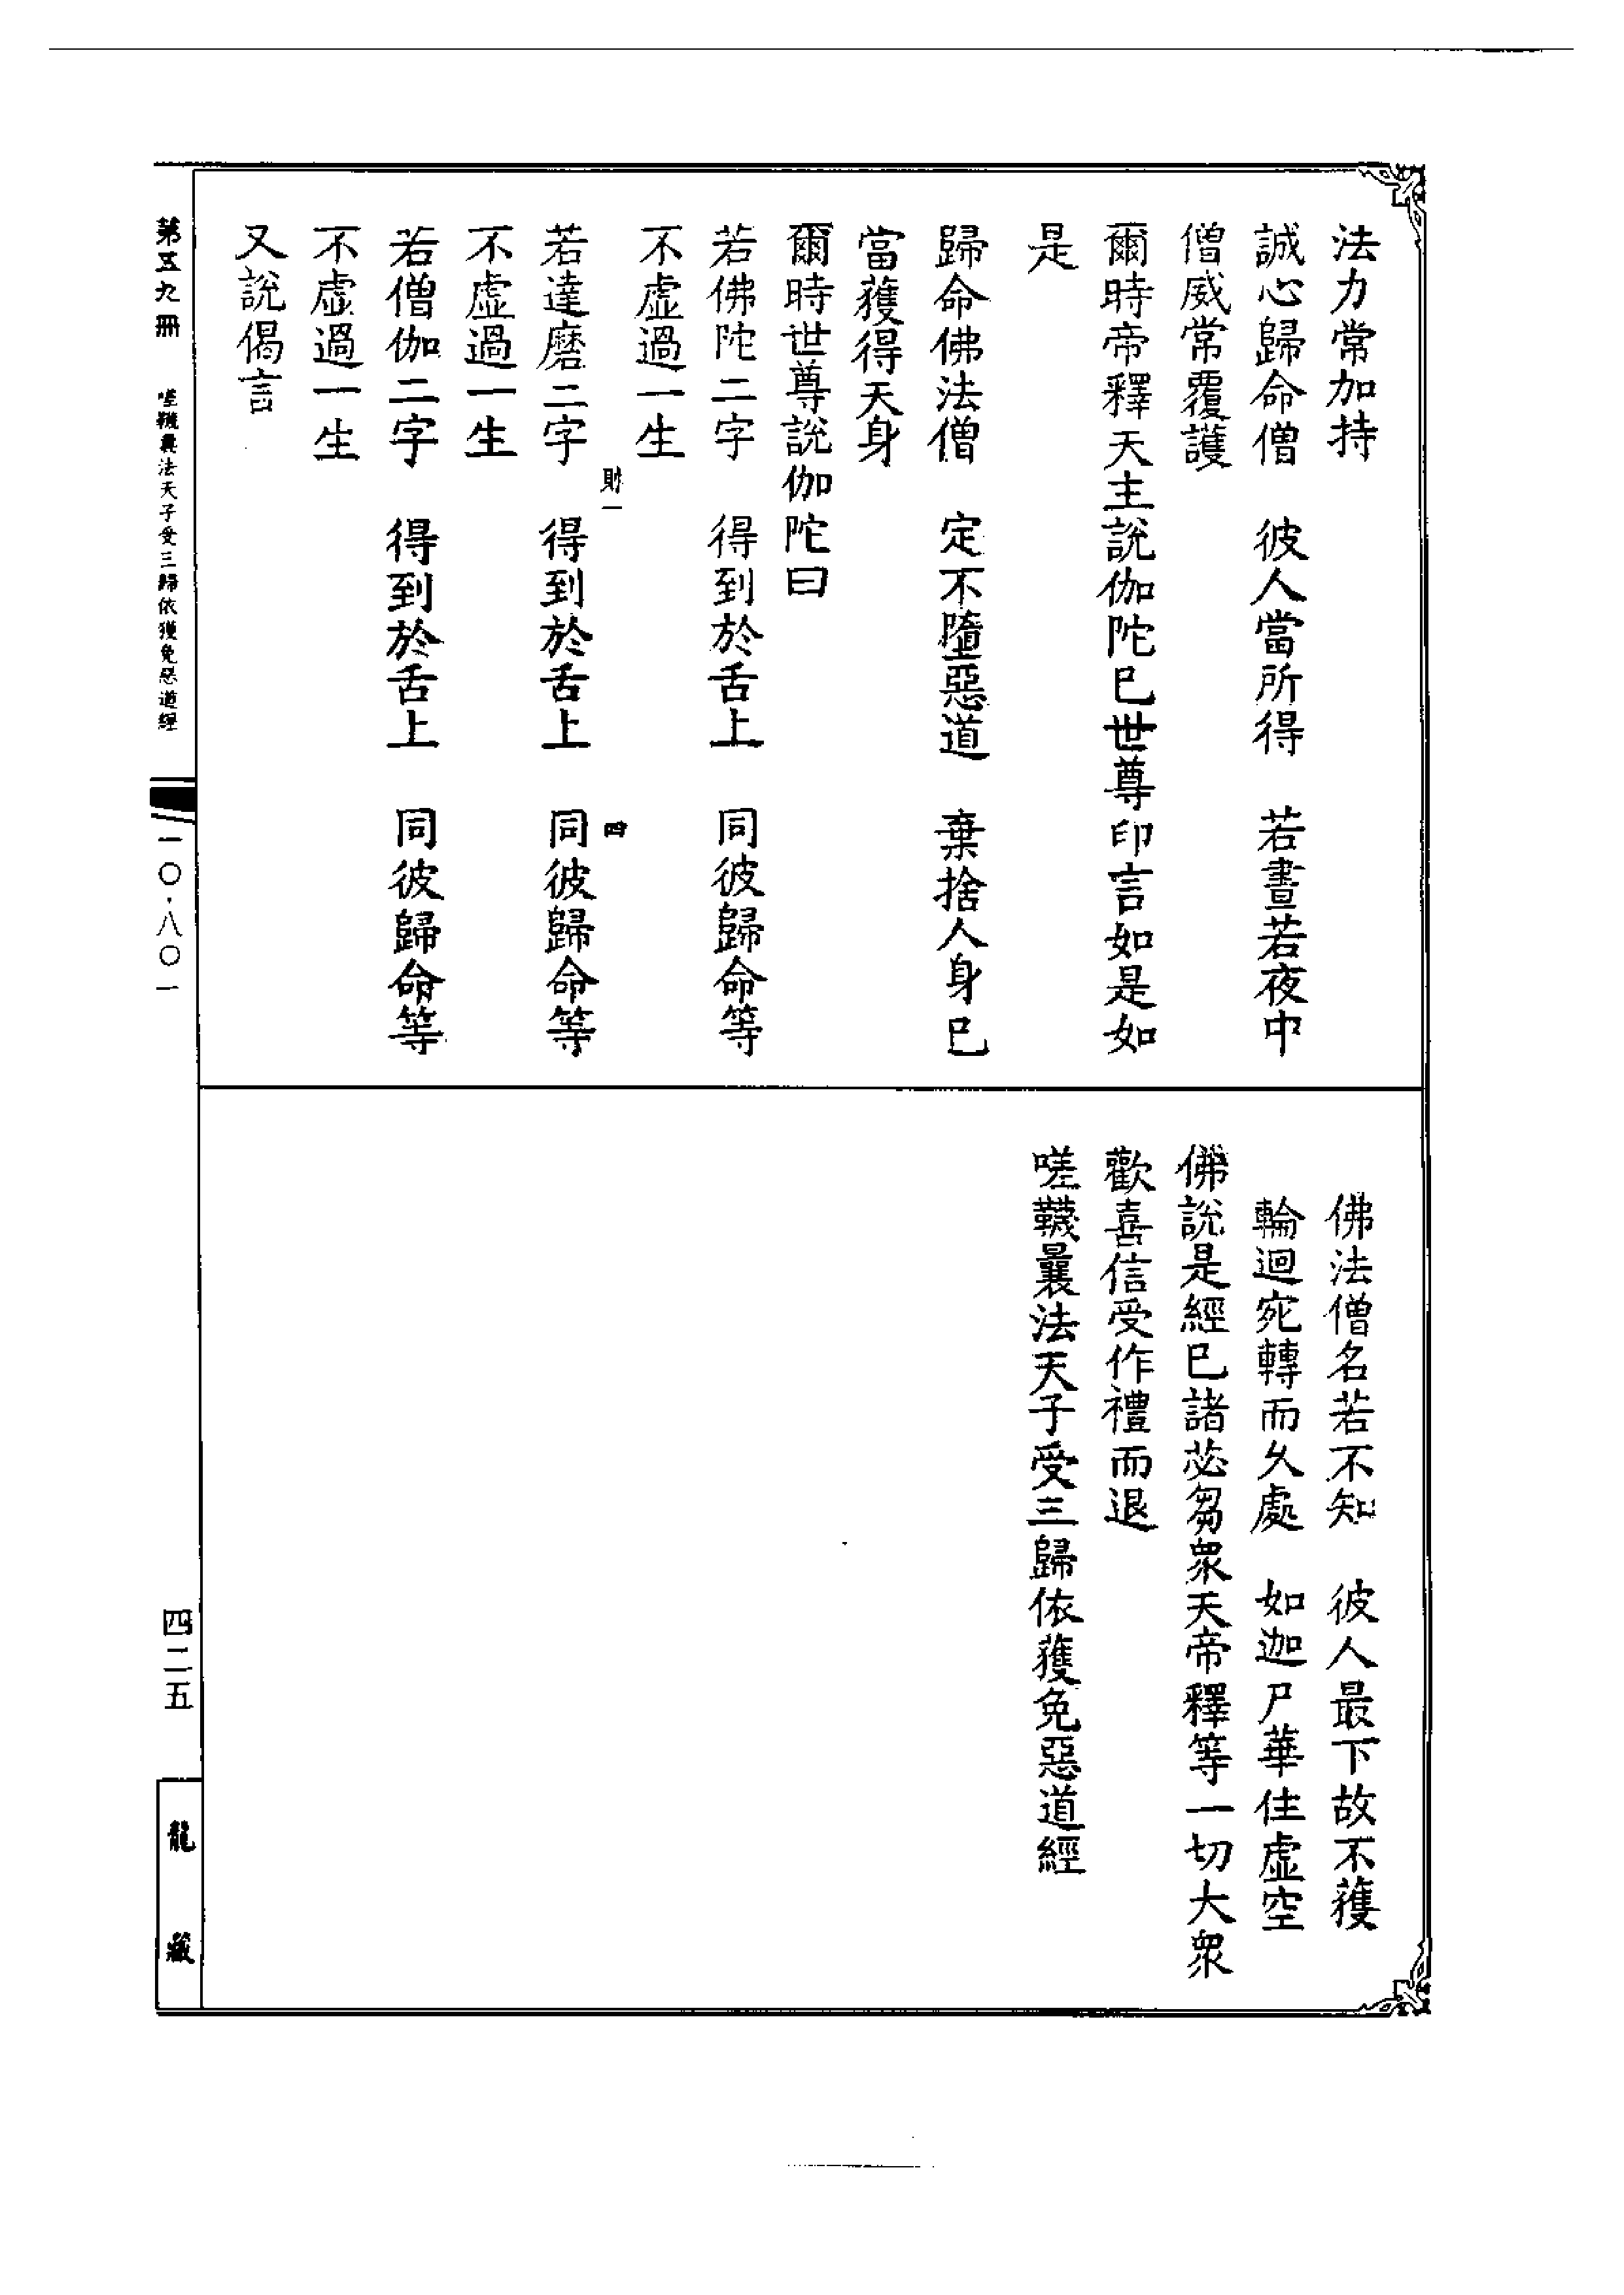 法力常加持
誠心歸命僧　彼人當所得　若晝若夜中
僧威常覆護
爾時帝釋天主說伽陀已世尊印言如是如
是
歸命佛法僧　定不墮惡道　棄捨人身已
當獲得天身
爾時世尊說伽陀曰
若佛陀二字　得到於舌上　同彼歸命等
不虛過一生
財一　四
若達磨二字　得到於舌上　同彼歸命等
不虛過一生
若僧伽二字　得到於舌上　同彼歸命等
不虛過一生
又說偈言
佛法僧名若不知　彼人最下故不獲
輪迴宛轉而久處　如迦尸華住虛空
佛說是經已諸苾芻眾天帝釋等一切大眾
歡喜信受作禮而退
嗟韈曩法天子受三歸依獲免惡道經
第五九冊　嗟韈曩法天子受三歸依獲免惡道經
一〇·八〇一
四二五
龍藏